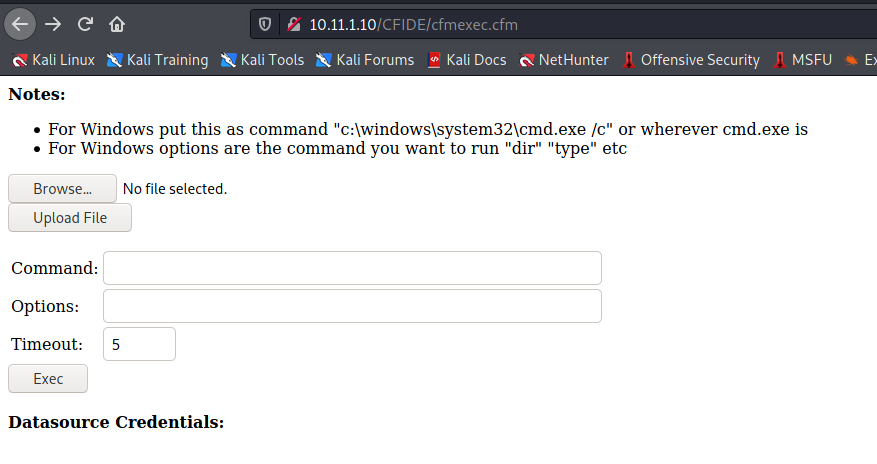 10.11.1.10/CFIDE/cfmexec.cfm
Kali Linux Kali Training Kali Tools Kali Forums Kali Docs NetHunter Offensive Security MSFU Ex
Notes:
• For Windows put this as command "c:\windows\system32\cmd.exe /c" or wherever cmd.exe is
• For Windows options are the command you want to run "dir" "type" etc
Browse... No file selected.
Upload File
Command:
Options:
Timeout: 5
Exec
Datasource Credentials: